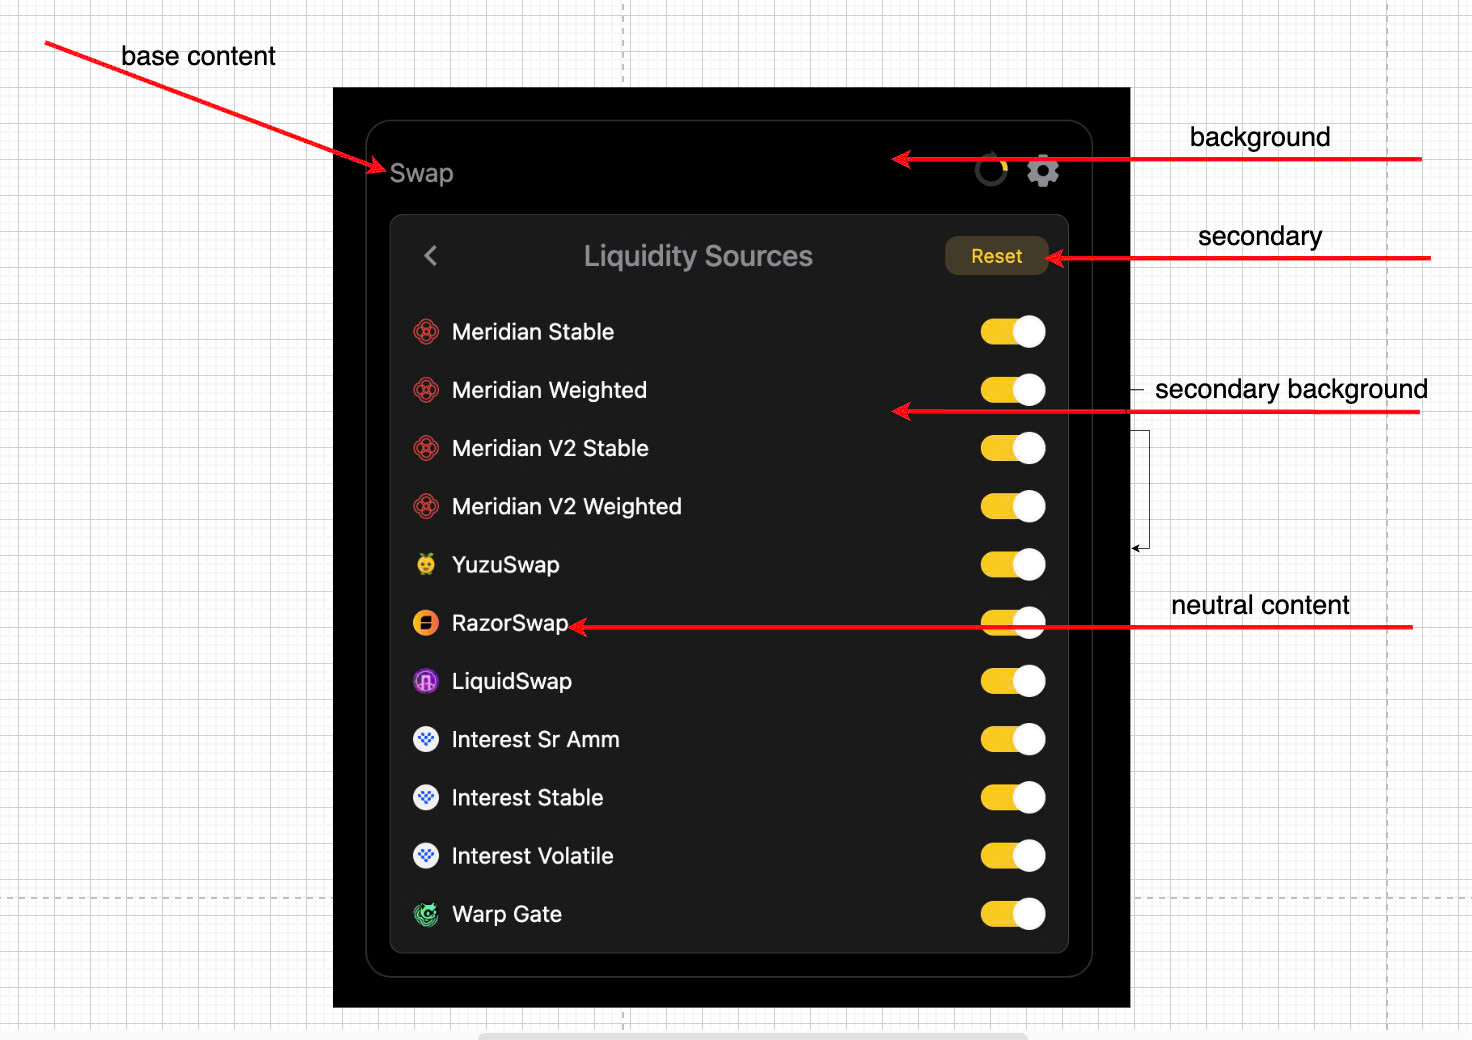 base content
background
Swap
secondary
Liquidity Sources
Reset
Meridian Stable
Meridian Weighted
secondary background
Meridian V2 Stable
Meridian V2 Weighted
YuzuSwap
neutral content
RazorSwap
LiquidSwap
Interest Sr Amm
Interest Stable
Interest Volatile
Warp Gate